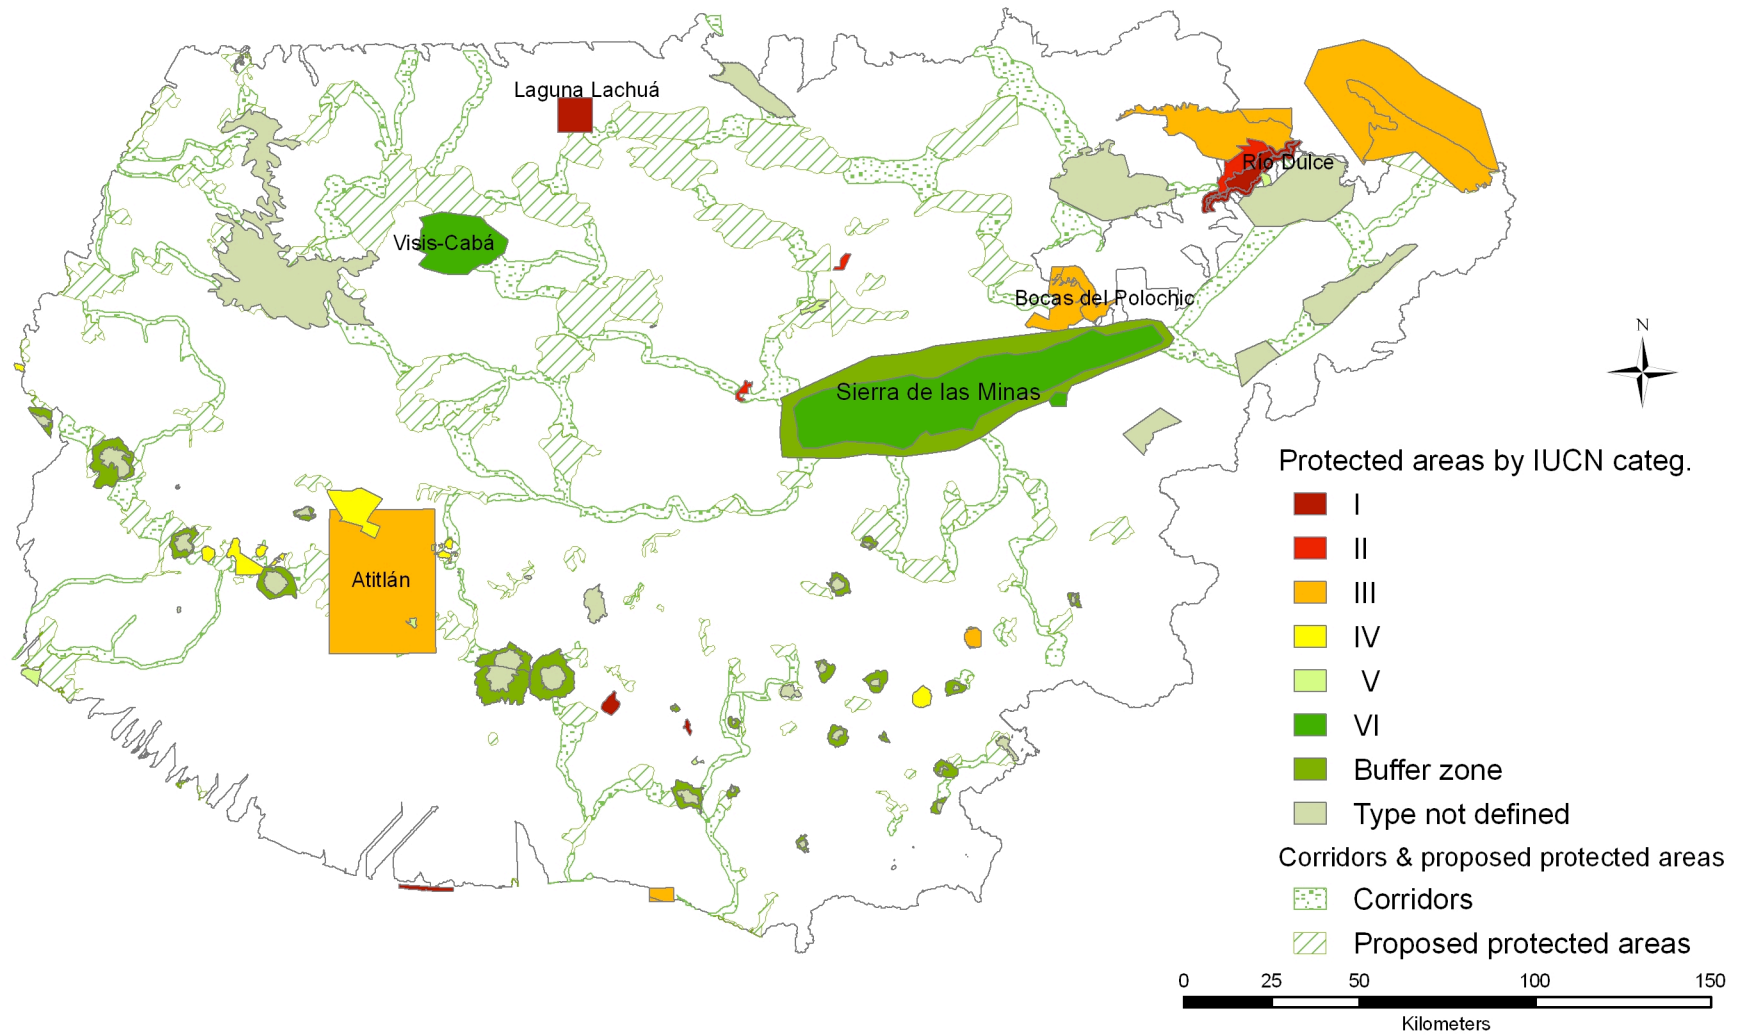 Laguna Lachuá
Río Dulce
Visis-Cabá
Bocas del Polochic
N
Sierra de las Minas
Atitlán
Protected areas by IUCN categ.
I
II
III
IV
V
VI
Buffer zone
Type not defined
Corridors & proposed protected areas
Corridors
Proposed protected areas
0 25 50 100 150
Kilometers